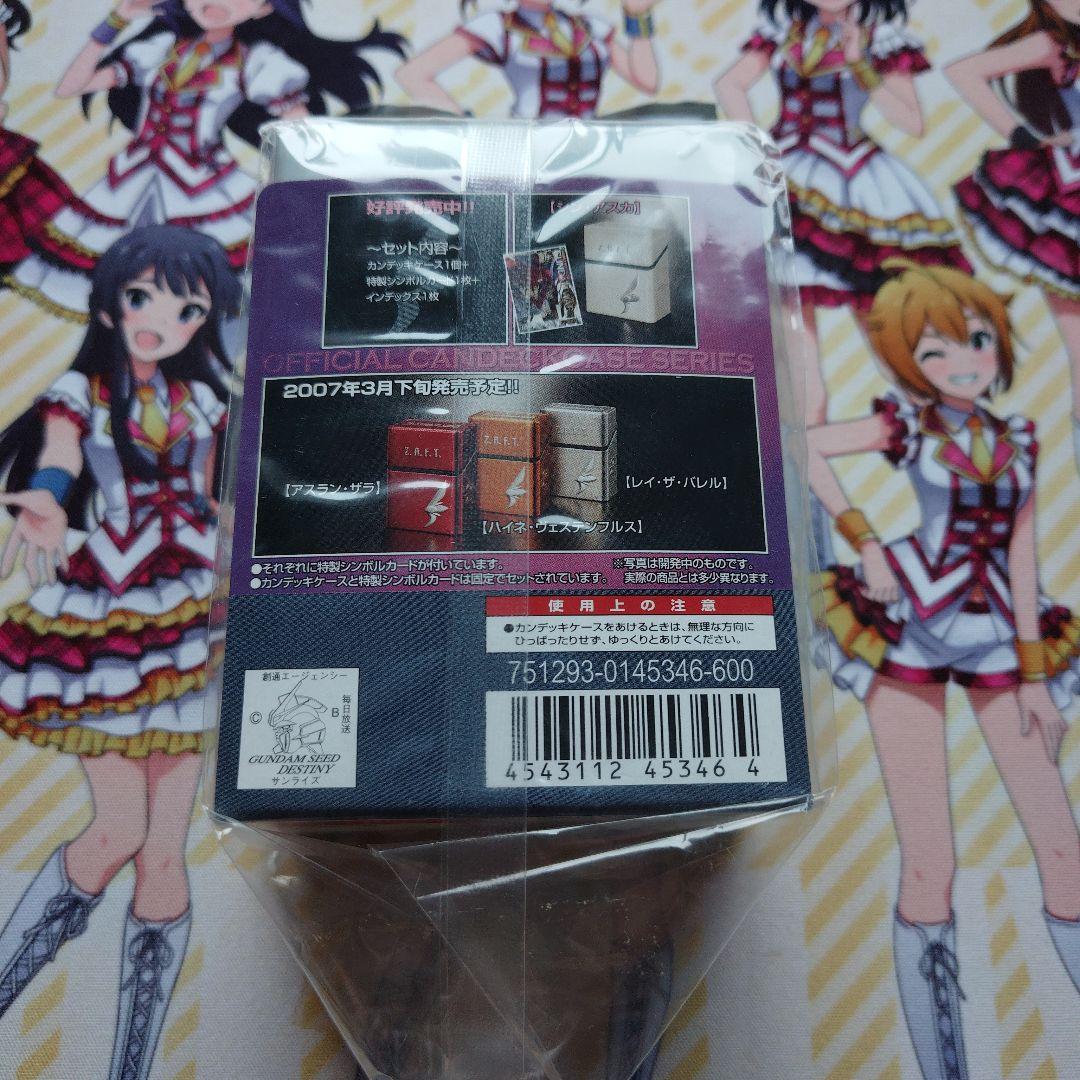 好評発売中!!
〜セット内容〜
カンデッキケース1個+
特製シンボルカード1枚+
インデックス1枚
【シン・アスカ】
Z.A.F.T.
OFFICIAL CANDECK CASE SERIES
2007年3月下旬発売予定!!
Z.A.F.T.
Z.A.F.T.
【アスラン・ザラ】
【ハイネ・ヴェステンフルス】
【レイ・ザ・バレル】
●それぞれに特製シンボルカードが付いています。
●カンデッキケースと特製シンボルカードは固定でセットされています。
※写真は開発中のものです。
実際の商品とは多少異なります。
使用上の注意
●カンデッキケースをあけるときは、無理な方向に
ひっぱったりせず、ゆっくりとあけてください。
751293-0145346-600
4543112 45346 4
創通エージェンシー
© B 毎日放送
GUNDAM SEED
DESTINY
サンライズ